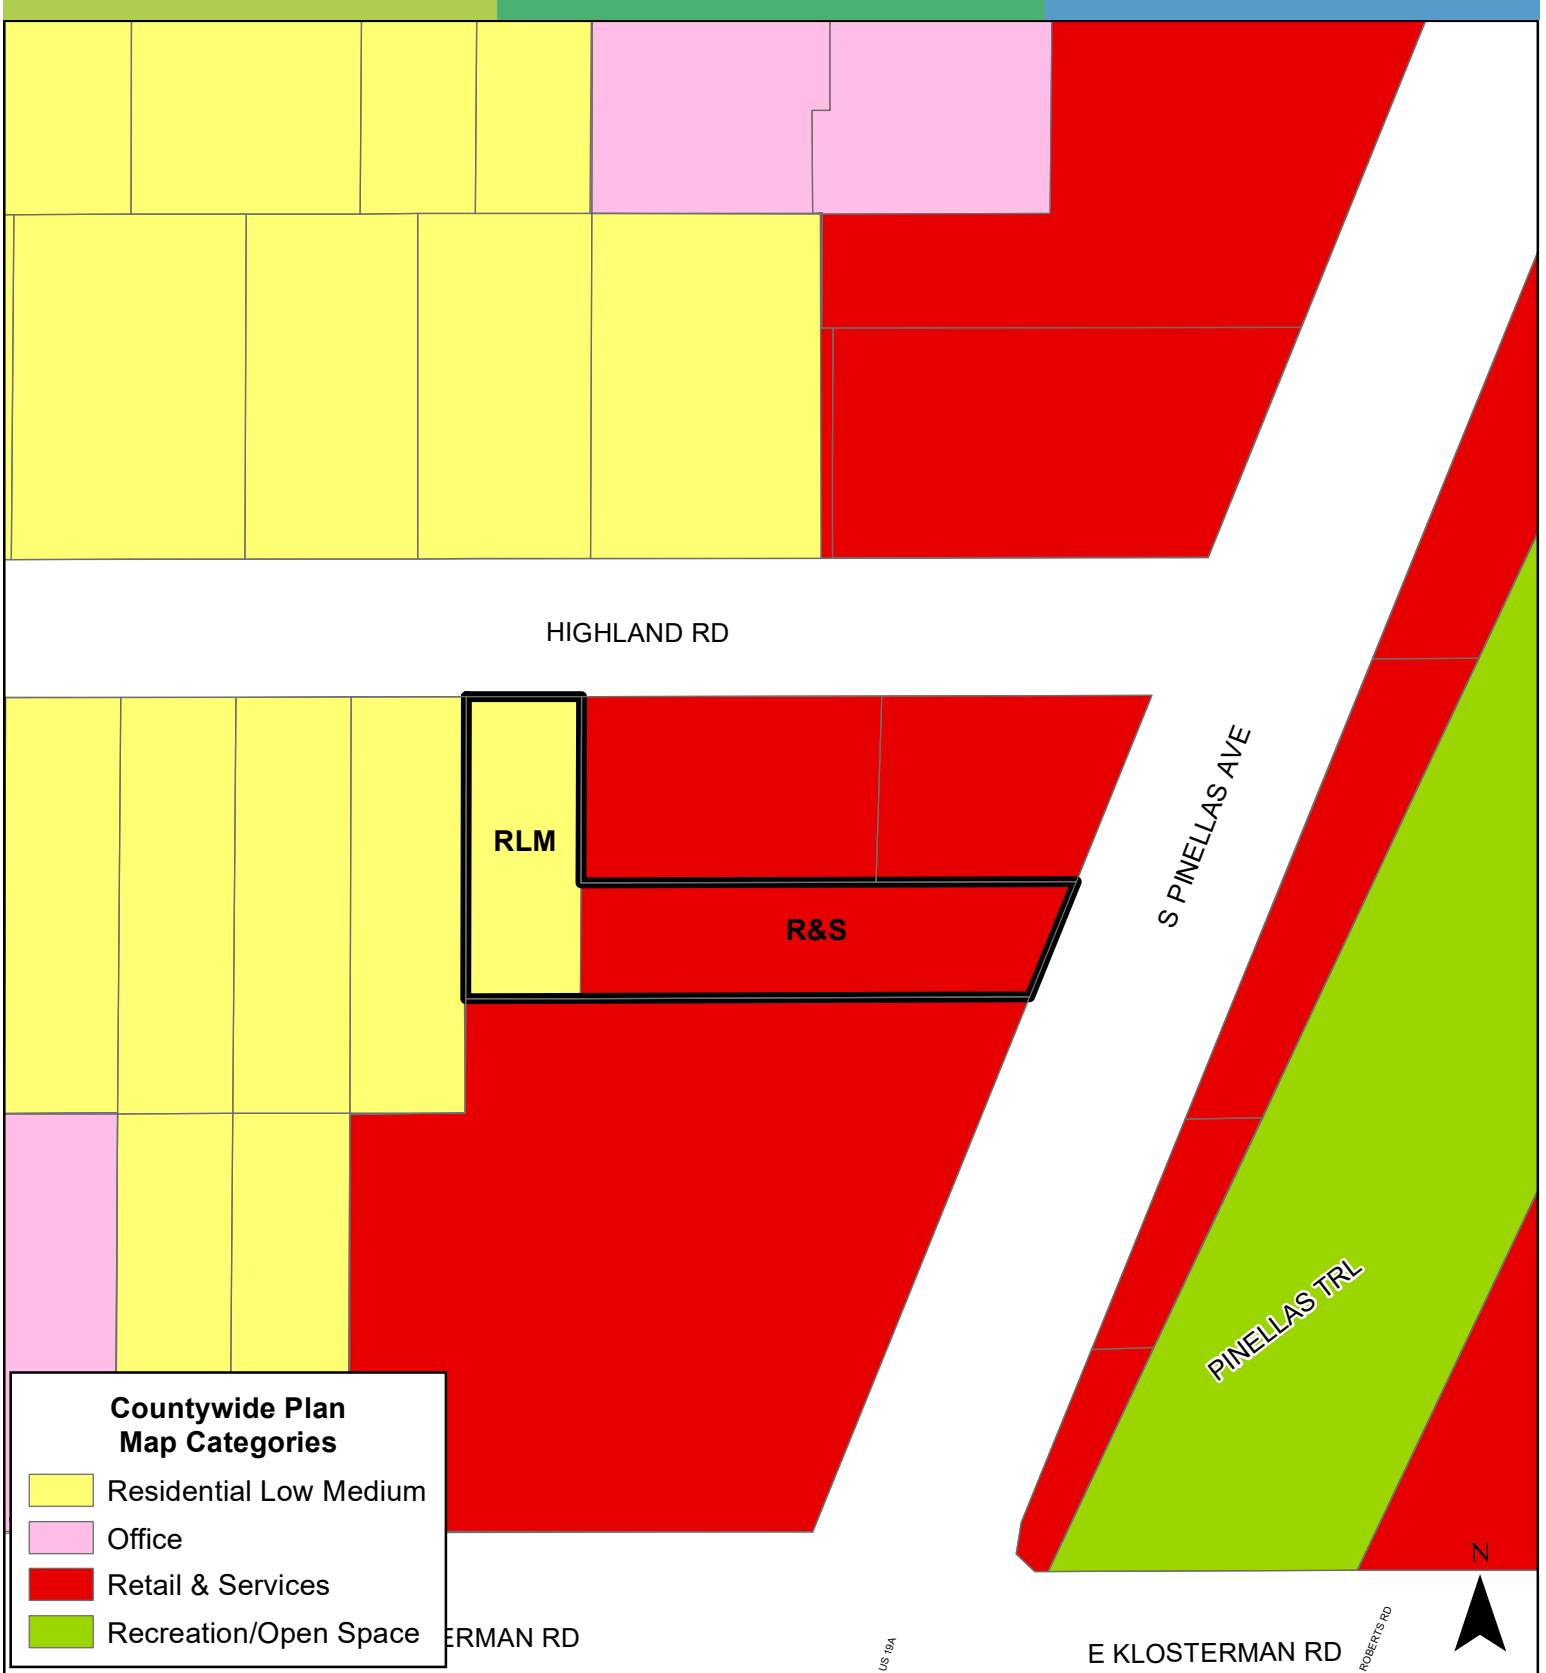 HIGHLAND RD
S PINELLAS AVE
RLM
R&S
PINELLAS TRL
Countywide Plan
Map Categories
Residential Low Medium
Office
Retail & Services
Recreation/Open Space
ERMAN RD
US 19A
E KLOSTERMAN RD
ROBERTS RD
N